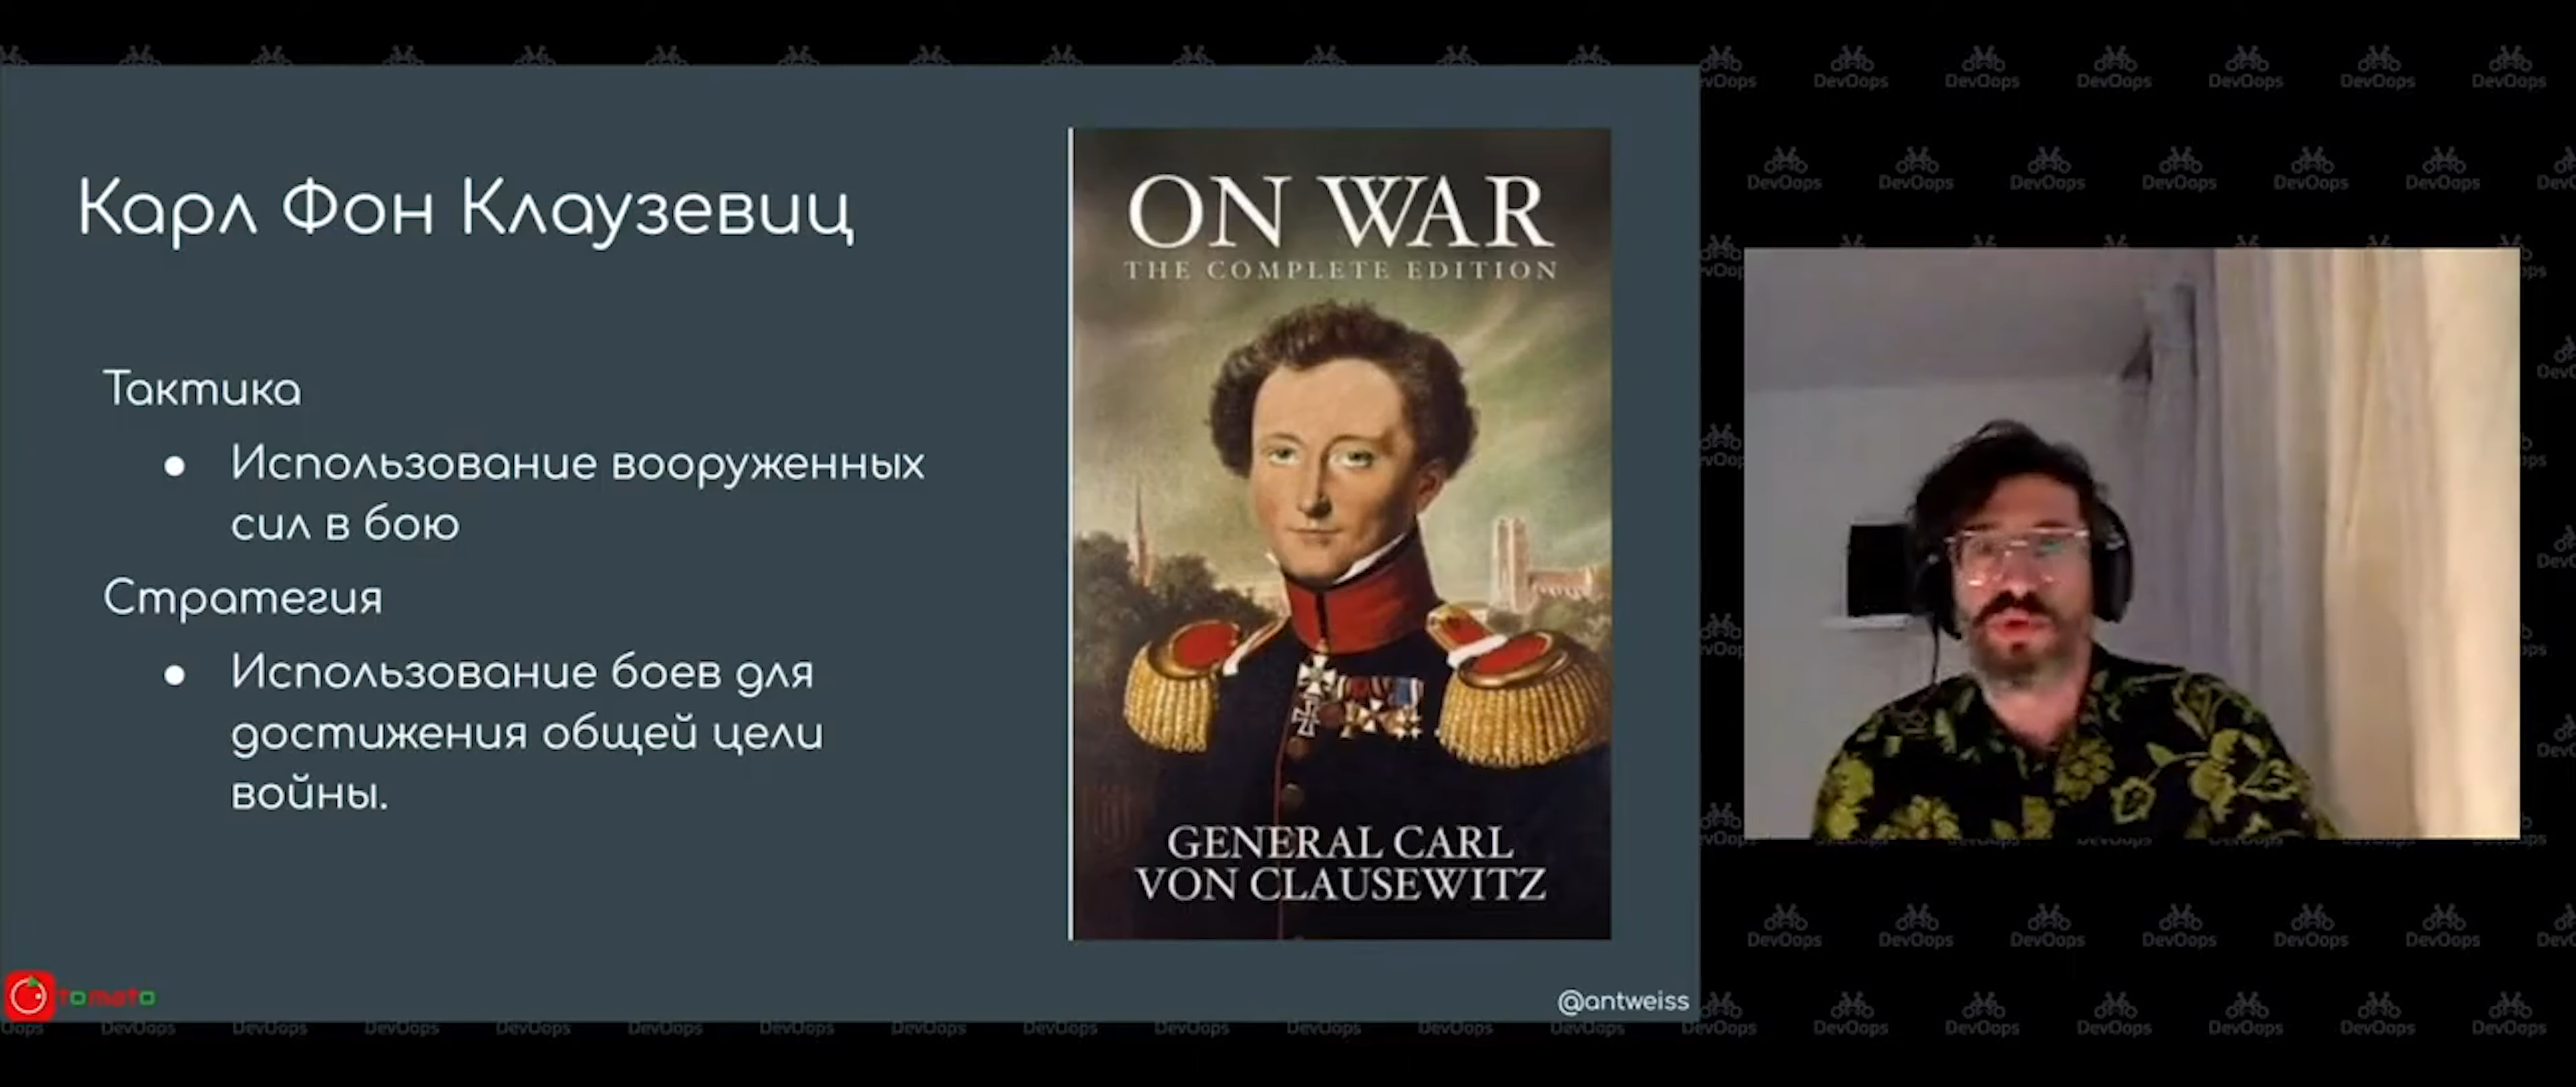 Карл Фон Клаузевиц
Тактика
● Использование вооруженных
сил в бою
Стратегия
● Использование боев для
достижения общей цели
войны.
ON WAR
THE COMPLETE EDITION
GENERAL CARL
VON CLAUSEWITZ
tomato
@antweiss
DevOops